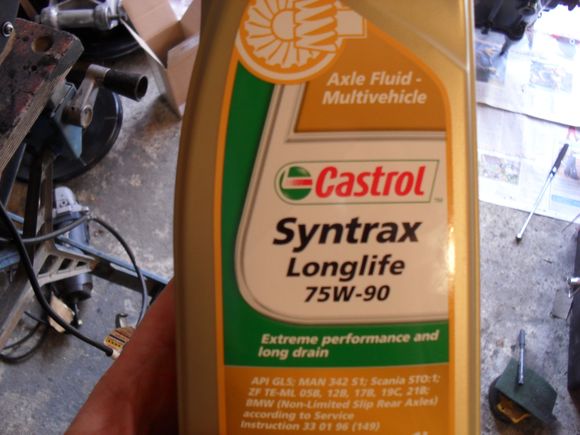 Axle Fluid -
Multivehicle
Castrol
Syntrax
Longlife
75W-90
Extreme performance and
long drain
API GL5; MAN 342 S1; Scania STO:1;
ZF TE-ML 05B, 12B, 17B, 19C, 21B;
BMW (Non-Limited Slip Rear Axles)
according to Service
Instruction 33 01 96 (149)